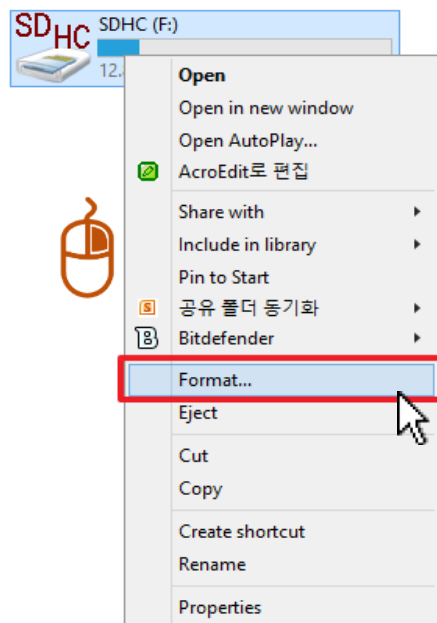 SDHC
SDHC (F:)
12.
Open
Open in new window
Open AutoPlay...
AcroEdit로 편집
Share with
Include in library
Pin to Start
S
공유 폴더 동기화
B
Bitdefender
Format...
Eject
Cut
Copy
Create shortcut
Rename
Properties